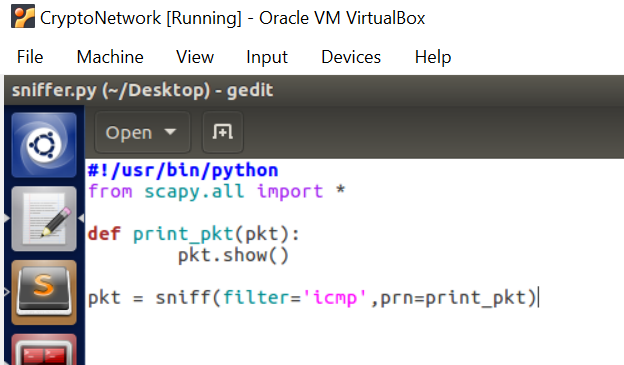 CryptoNetwork [Running] - Oracle VM VirtualBox
File Machine View Input Devices Help
sniffer.py (~/Desktop) - gedit
Open
#!/usr/bin/python
from scapy.all import *
def print_pkt(pkt):
        pkt.show()
pkt = sniff(filter='icmp',prn=print_pkt)
S